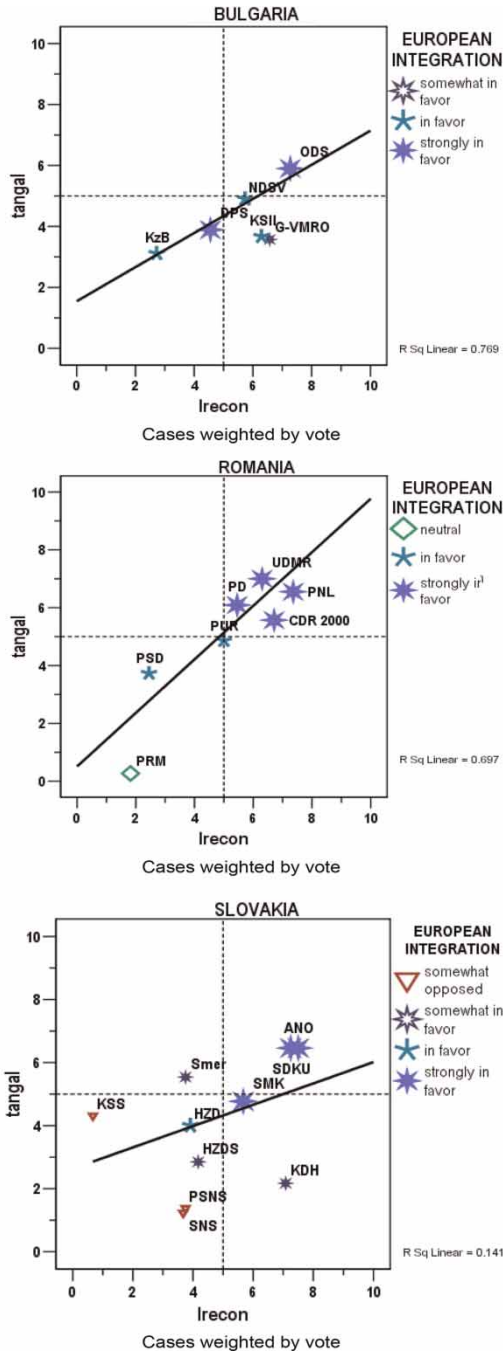 BULGARIA
10
8
6
4
2
0
tangal
ODS
NDSV
DPS
KSII
G-VMRO
KzB
0 2 4 6 8 10
lrecon
Cases weighted by vote
EUROPEAN
INTEGRATION
somewhat in
favor
in favor
strongly in
favor
R Sq Linear = 0.769
ROMANIA
10
8
6
4
2
0
tangal
UDMR
PD
PNL
CDR 2000
PUR
PSD
PRM
0 2 4 6 8 10
lrecon
Cases weighted by vote
EUROPEAN
INTEGRATION
neutral
in favor
strongly in
favor
R Sq Linear = 0.697
SLOVAKIA
10
8
6
4
2
0
tangal
ANO
Smer
SDKU
SMK
KSS
HZD
HZDS
KDH
PSNS
SNS
0 2 4 6 8 10
lrecon
Cases weighted by vote
EUROPEAN
INTEGRATION
somewhat
opposed
somewhat in
favor
in favor
strongly in
favor
R Sq Linear = 0.141